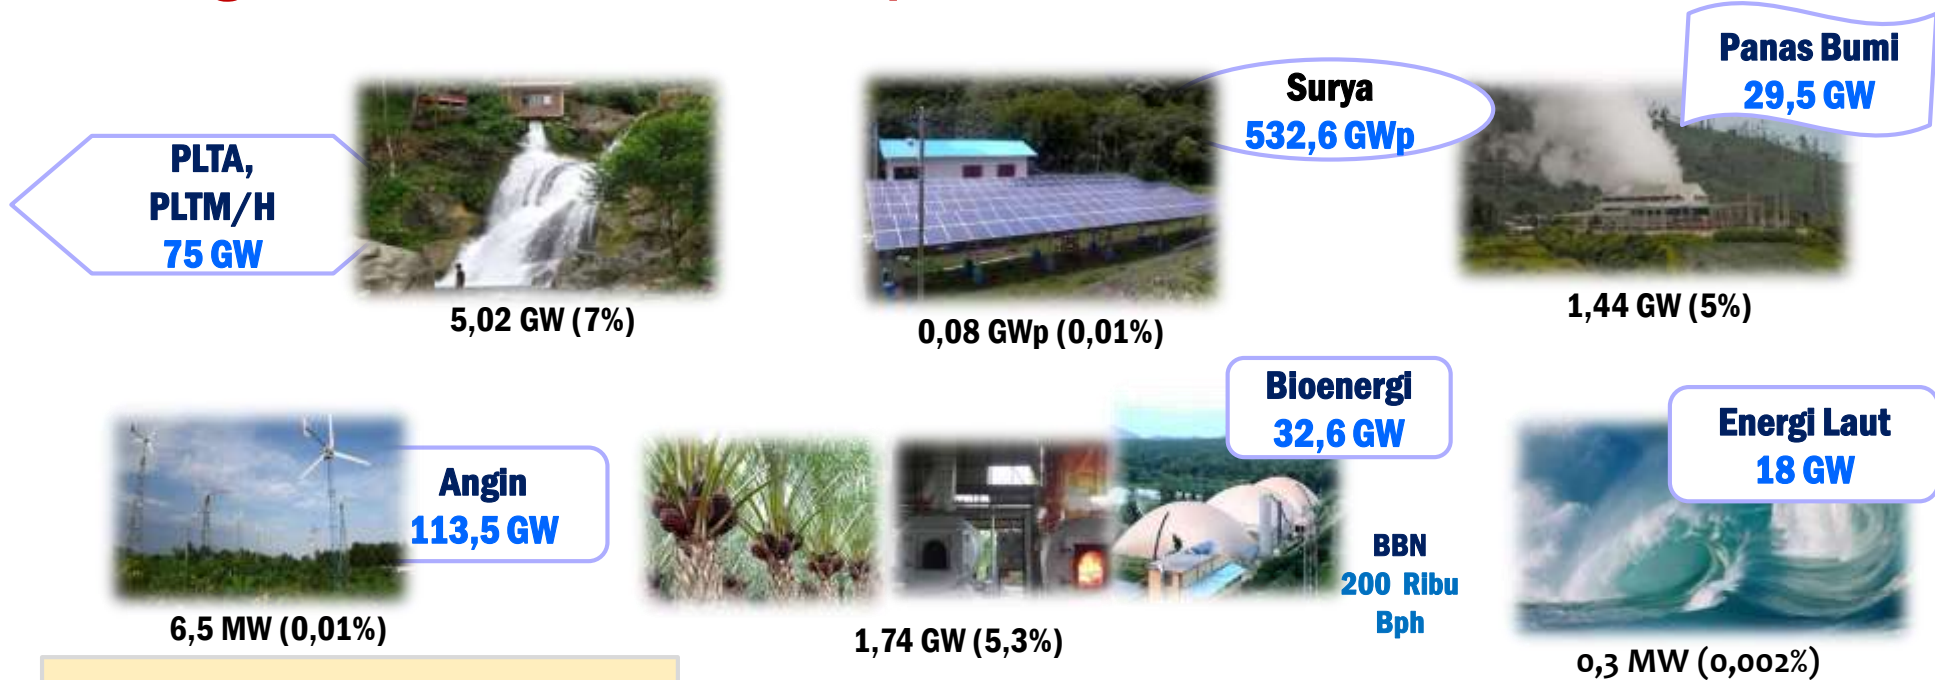 Panas Bumi
29,5 GW
Surya
532,6 GWp
PLTA,
PLTM/H
75 GW
5,02 GW (7%)
0,08 GWp (0,01%)
1,44 GW (5%)
Bioenergi
32,6 GW
Energi Laut
18 GW
Angin
113,5 GW
BBN
200 Ribu
Bph
6,5 MW (0,01%)
1,74 GW (5,3%)
0,3 MW (0,002%)